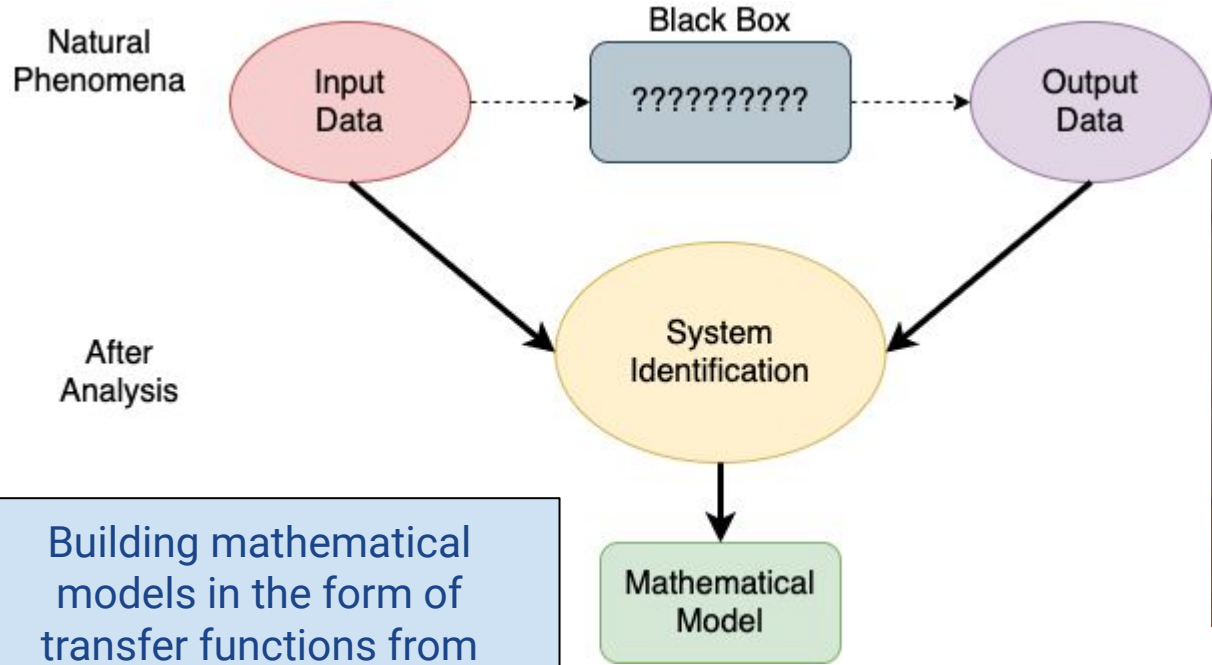 Black Box
Natural
Phenomena
Input
Data
??????????
Output
Data
After
Analysis
System
Identification
Building mathematical
models in the form of
transfer functions from
Mathematical
Model